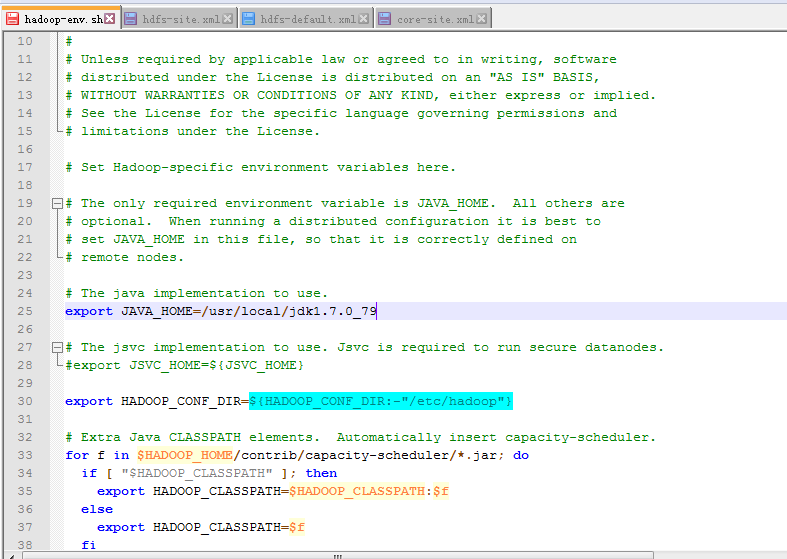 hadoop-env.sh hdfs-site.xml hdfs-default.xml core-site.xml
10 #
11 # Unless required by applicable law or agreed to in writing, software
12 # distributed under the License is distributed on an "AS IS" BASIS,
13 # WITHOUT WARRANTIES OR CONDITIONS OF ANY KIND, either express or implied.
14 # See the License for the specific language governing permissions and
15 # limitations under the License.
16
17 # Set Hadoop-specific environment variables here.
18
19 # The only required environment variable is JAVA_HOME.  All others are
20 # optional.  When running a distributed configuration it is best to
21 # set JAVA_HOME in this file, so that it is correctly defined on
22 # remote nodes.
23
24 # The java implementation to use.
25 export JAVA_HOME=/usr/local/jdk1.7.0_79
26
27 # The jsvc implementation to use. Jsvc is required to run secure datanodes.
28 #export JSVC_HOME=${JSVC_HOME}
29
30 export HADOOP_CONF_DIR=${HADOOP_CONF_DIR:-"/etc/hadoop"}
31
32 # Extra Java CLASSPATH elements.  Automatically insert capacity-scheduler.
33 for f in $HADOOP_HOME/contrib/capacity-scheduler/*.jar; do
34   if [ "$HADOOP_CLASSPATH" ]; then
35     export HADOOP_CLASSPATH=$HADOOP_CLASSPATH:$f
36   else
37     export HADOOP_CLASSPATH=$f
38   fi